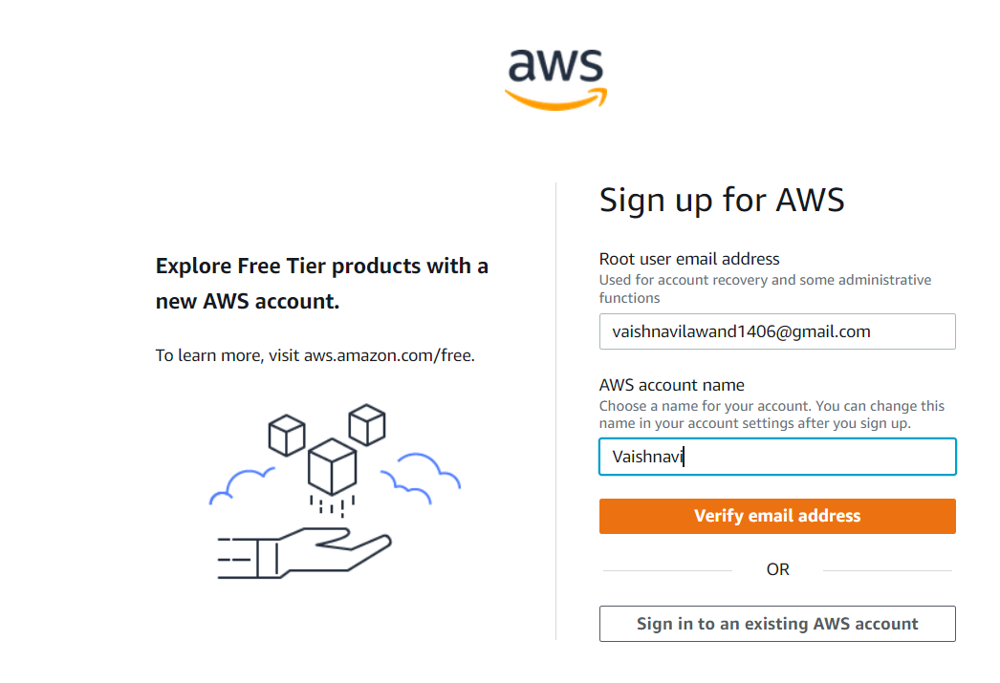 aws
Explore Free Tier products with a
new AWS account.
To learn more, visit aws.amazon.com/free.
Sign up for AWS
Root user email address
Used for account recovery and some administrative
functions
vaishnavilawand1406@gmail.com
AWS account name
Choose a name for your account. You can change this
name in your account settings after you sign up.
Vaishnavi
Verify email address
OR
Sign in to an existing AWS account